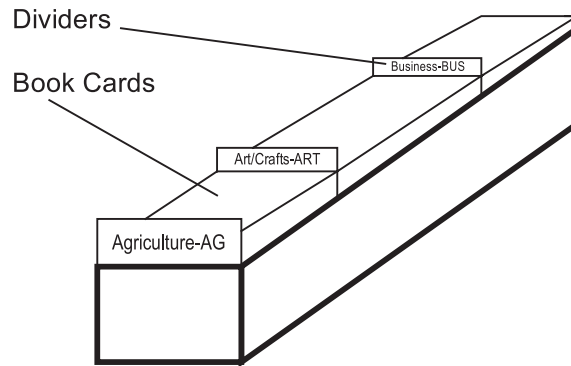 Dividers
Business-BUS
Book Cards
Art/Crafts-ART
Agriculture-AG